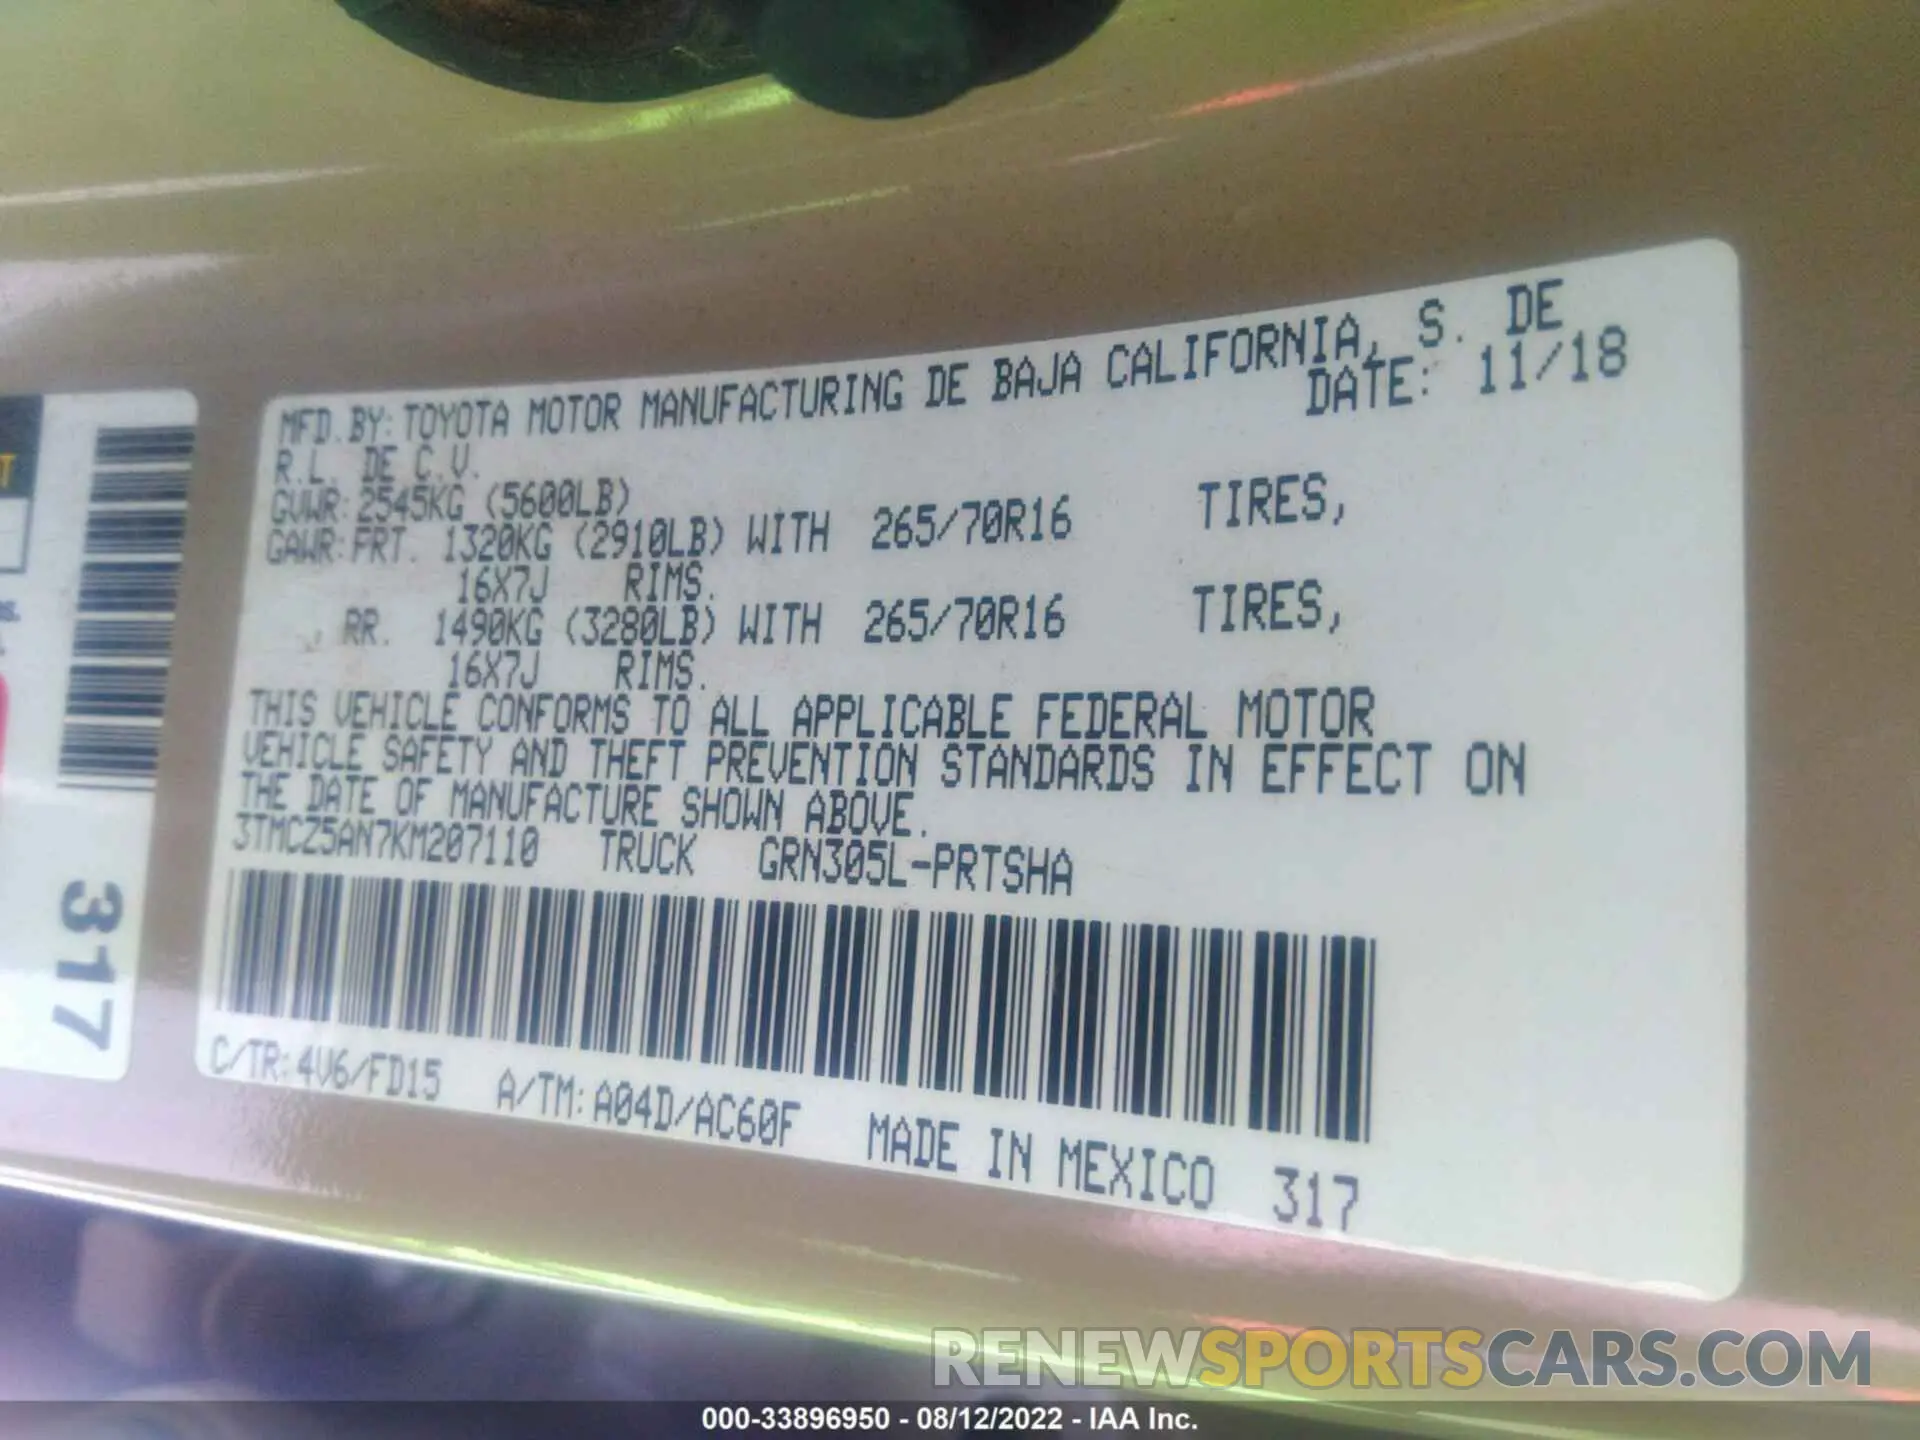 MFD.BY: TOYOTA MOTOR MANUFACTURING DE BAJA CALIFORNIA, S. DE
R.L. DE C.V. DATE: 11/18
GVWR: 2545KG (5600LB)
GAWR: FRT. 1320KG (2910LB) WITH 265/70R16 TIRES,
16X7J RIMS.
RR. 1490KG (3280LB) WITH 265/70R16 TIRES,
16X7J RIMS.
THIS VEHICLE CONFORMS TO ALL APPLICABLE FEDERAL MOTOR
VEHICLE SAFETY AND THEFT PREVENTION STANDARDS IN EFFECT ON
THE DATE OF MANUFACTURE SHOWN ABOVE.
3TMCZ5AN7KM207110 TRUCK GRN305L-PRTSHA
C/TR: 4V6/FD15 A/TM: A04D/AC60F MADE IN MEXICO 317
317
RENEWSPORTSCARS.COM
000-33896950 - 08/12/2022 - IAA Inc.